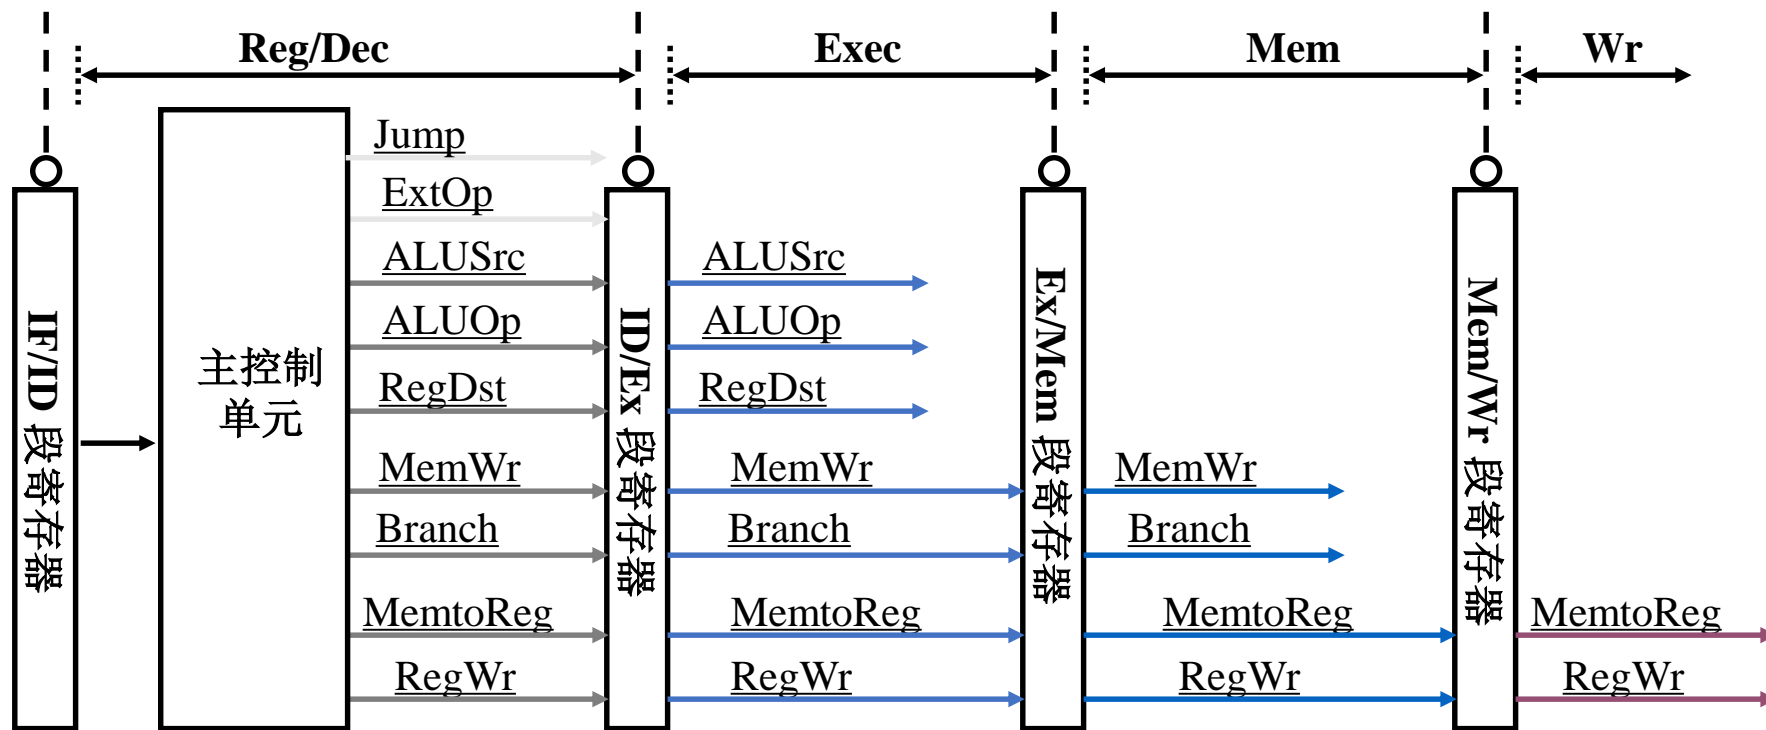 Reg/Dec
Exec
Mem
Wr
Jump
ExtOp
ALUSrc
ALUSrc
ALUOp
ALUOp
RegDst
RegDst
MemWr
MemWr
MemWr
Branch
Branch
Branch
MemtoReg
MemtoReg
MemtoReg
MemtoReg
RegWr
RegWr
RegWr
RegWr
IF/ID 段寄存器
主控制
单元
ID/Ex 段寄存器
Ex/Mem 段寄存器
Mem/Wr 段寄存器